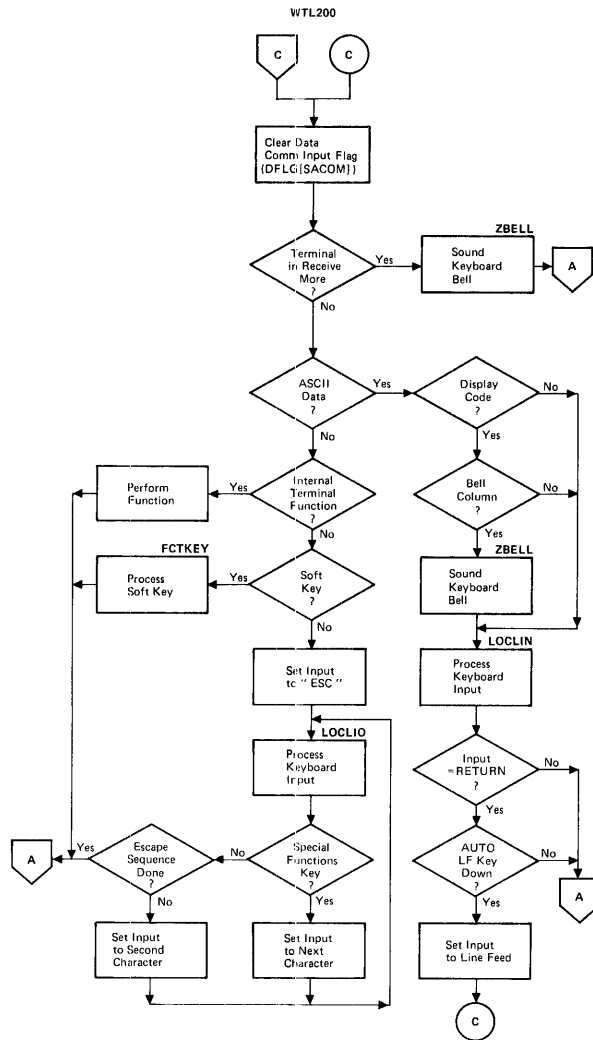 WTL200
C
C
Clear Data
Comm Input Flag
(DFLG[SACOM])
Terminal
in Receive
More
?
Yes
No
ZBELL
Sound
Keyboard
Bell
A
ASCII
Data
?
Yes
No
Display
Code
?
No
Yes
Perform
Function
Yes
Internal
Terminal
Function
?
No
Bell
Column
?
No
Yes
FCTKEY
Process
Soft Key
Yes
Soft
Key
?
No
ZBELL
Sound
Keyboard
Bell
Set Input
to "ESC"
LOCLIN
Process
Keyboard
Input
LOCLIO
Process
Keyboard
Input
Input
=RETURN
?
No
Yes
A
Yes
Escape
Sequence
Done
?
No
No
Special
Functions
Key
?
Yes
AUTO
LF Key
Down
?
No
A
Yes
Set Input
to Second
Character
Set Input
to Next
Character
Set Input
to Line Feed
C